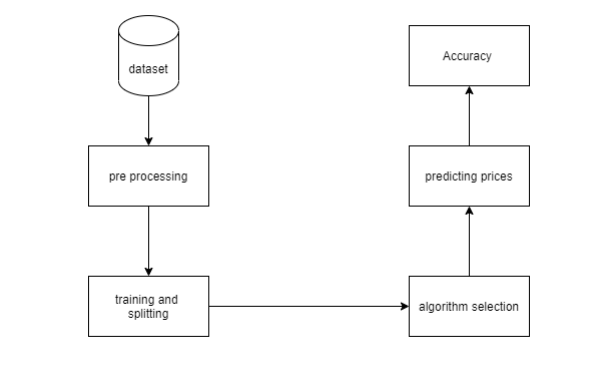 dataset
pre processing
training and
splitting
algorithm selection
predicting prices
Accuracy